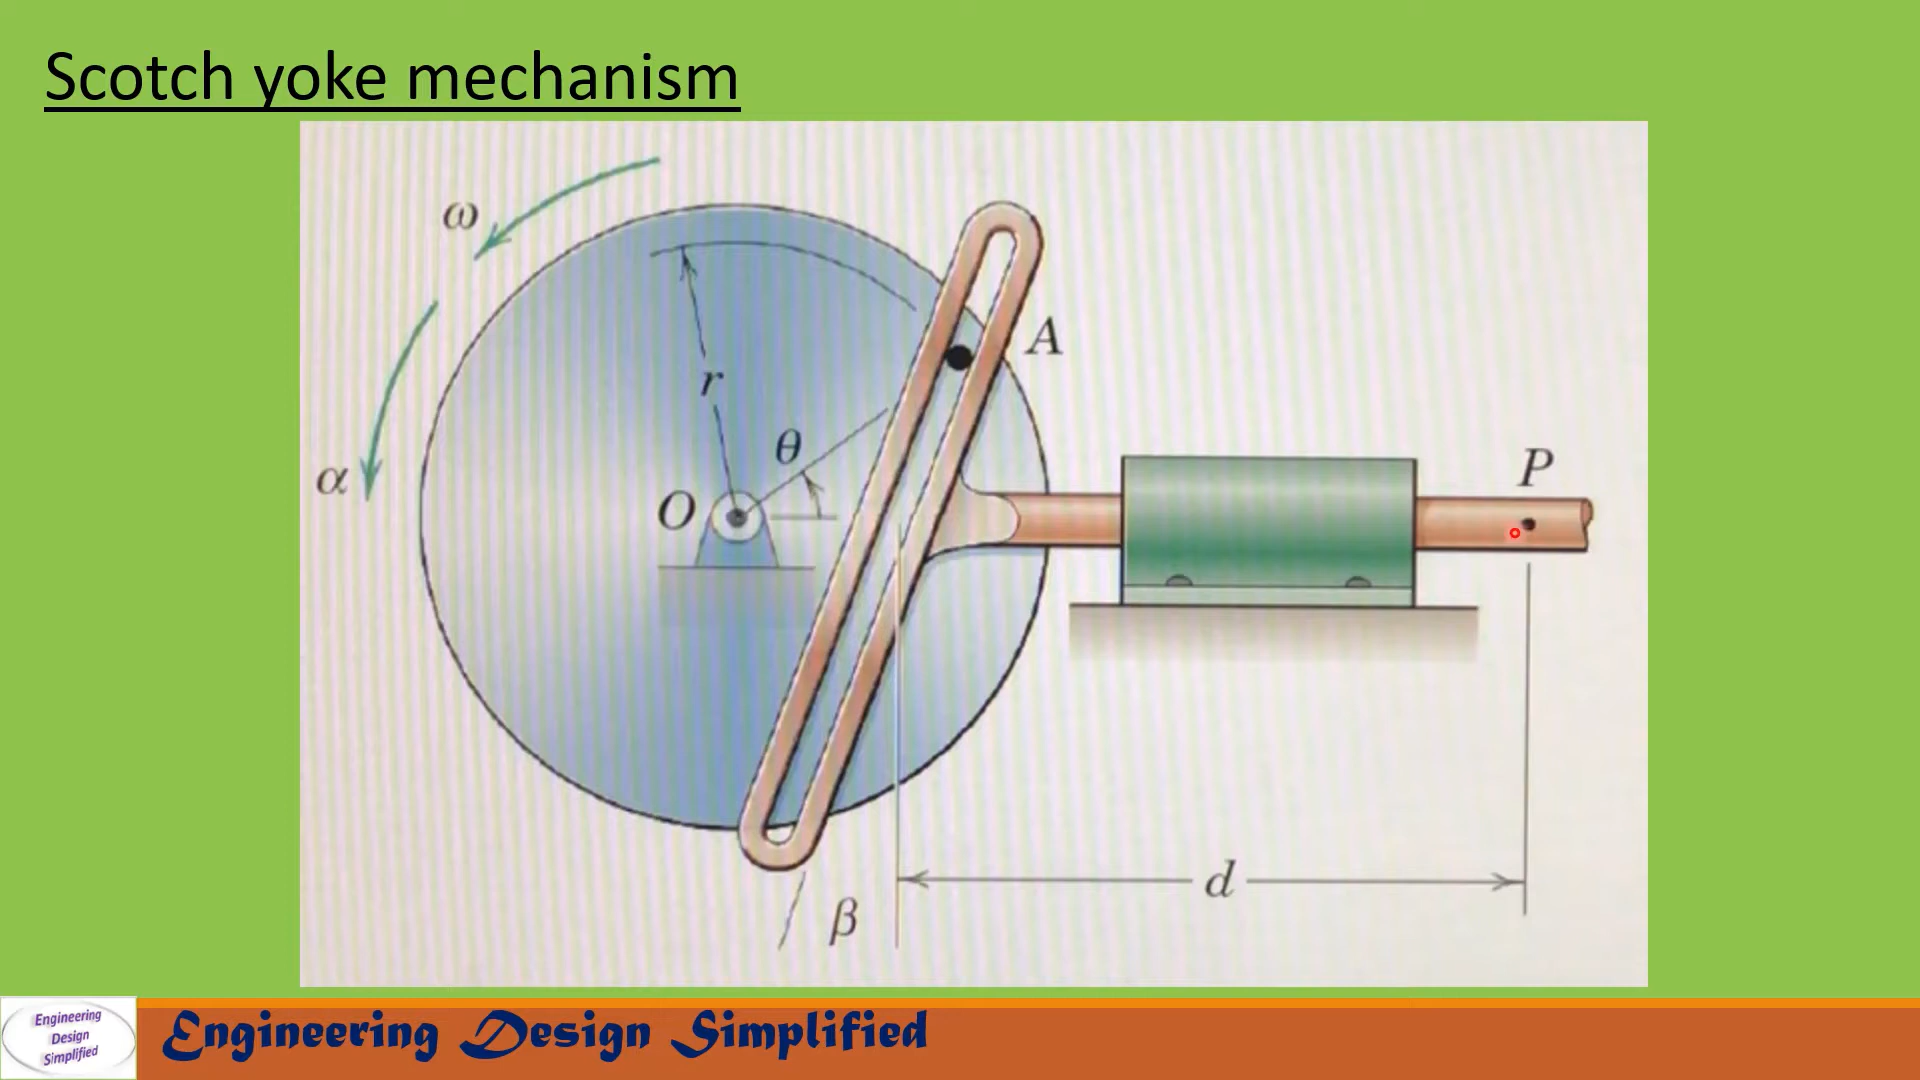 Scotch yoke mechanism
ω
A
r
θ
P
α
O
d
β
Engineering
Design
Simplified
Engineering Design Simplified